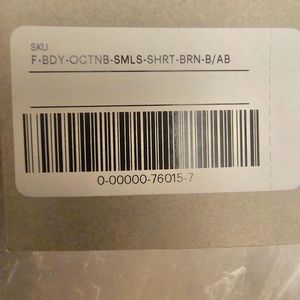 SKU
F-BDY-OCTNB-SMLS-SHRT-BRN-B/AB
0-00000-76015-7